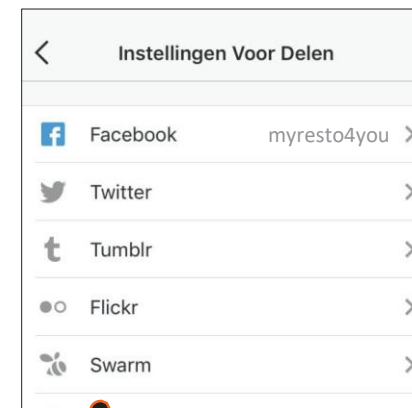 Instellingen Voor Delen
Facebook myresto4you
Twitter
Tumblr
Flickr
Swarm